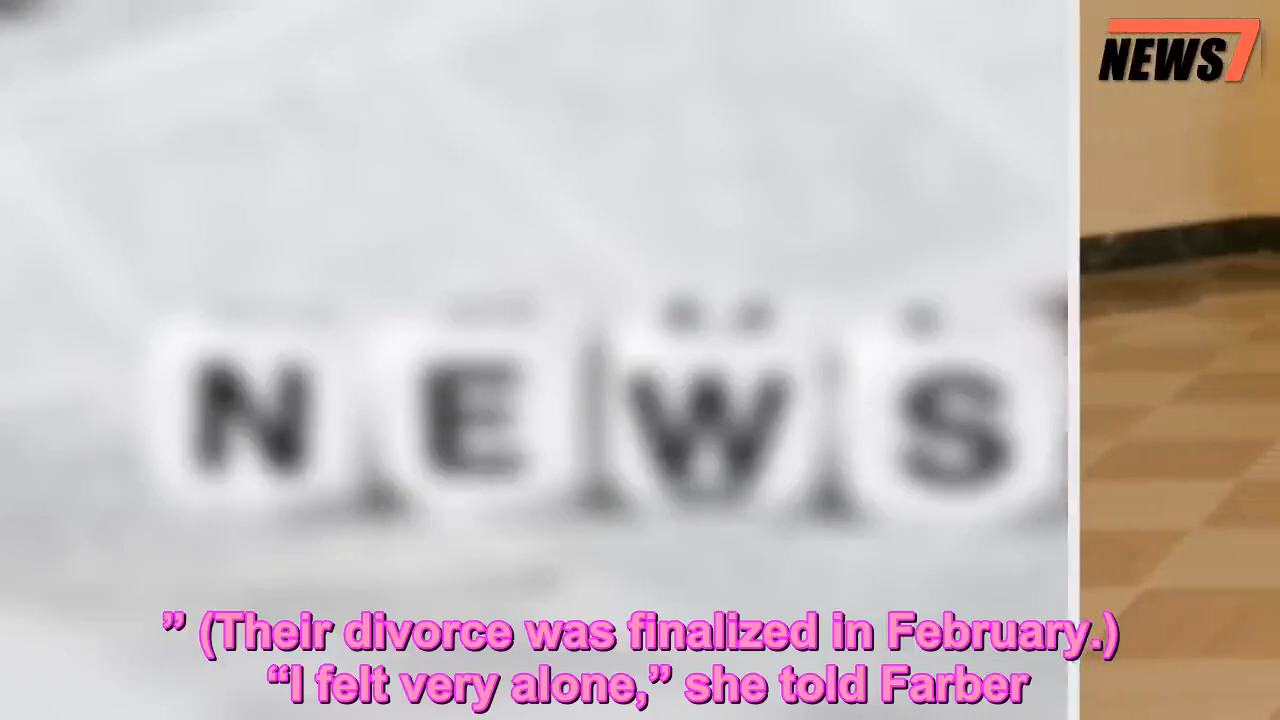 NEWS7
NEWS
” (Their divorce was finalized in February.)
“I felt very alone,” she told Farber